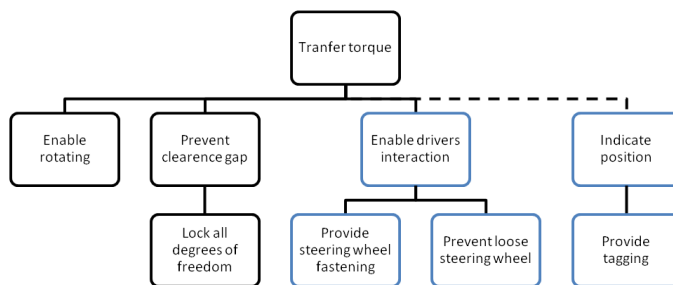 Tranfer torque
Enable
rotating
Prevent
clearence gap
Enable drivers
interaction
Indicate
position
Lock all
degrees of
freedom
Provide
steering wheel
fastening
Prevent loose
steering wheel
Provide
tagging